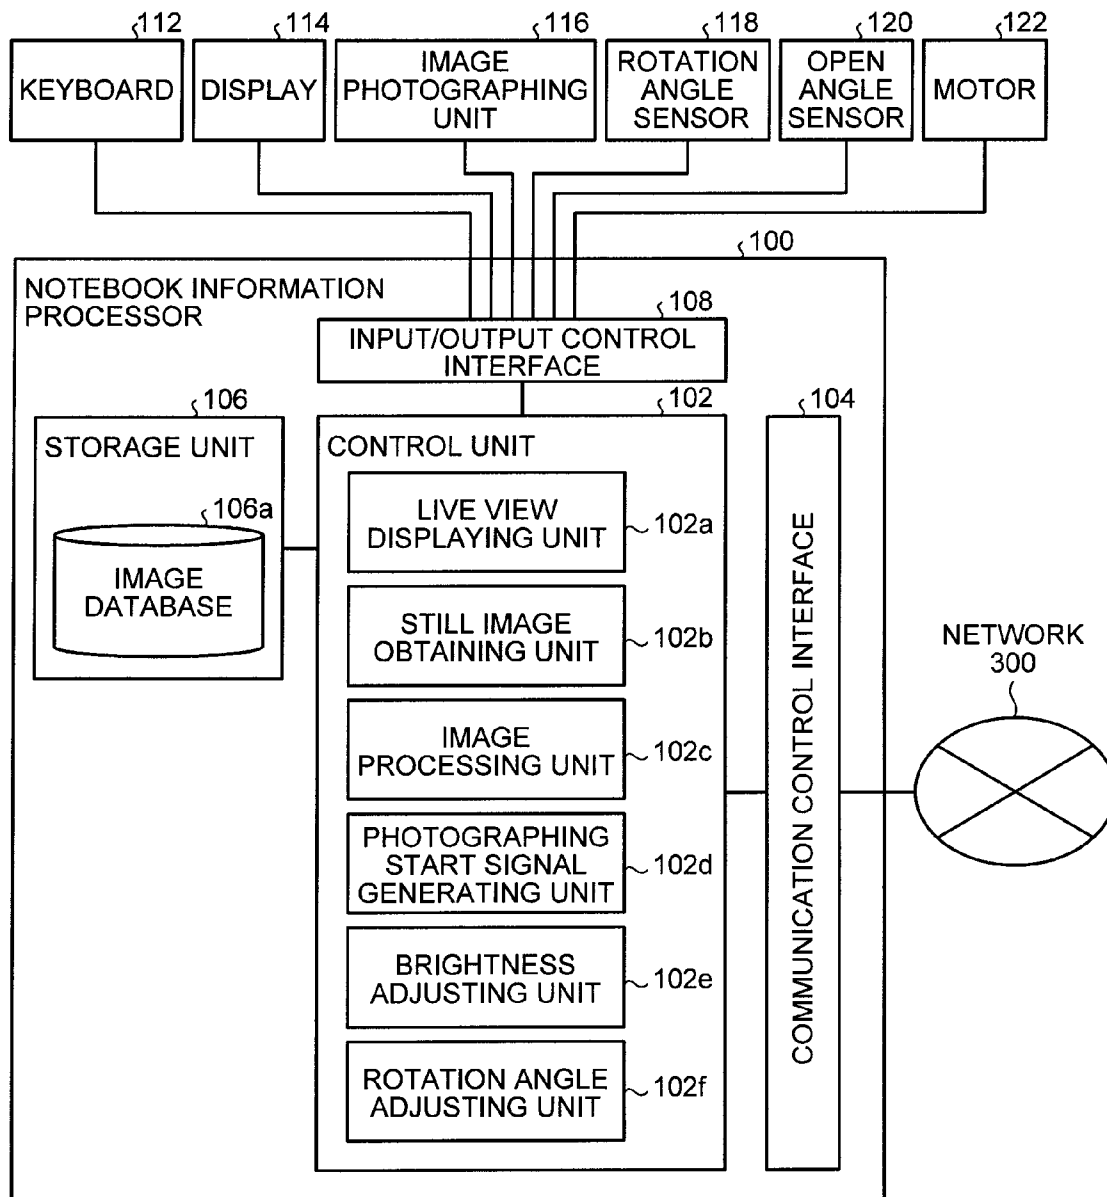 112
114
116
118
120
122
KEYBOARD
DISPLAY
IMAGE
PHOTOGRAPHING
UNIT
ROTATION
ANGLE
SENSOR
OPEN
ANGLE
SENSOR
MOTOR
100
NOTEBOOK INFORMATION
PROCESSOR
108
INPUT/OUTPUT CONTROL
INTERFACE
106
STORAGE UNIT
106a
IMAGE
DATABASE
102
CONTROL UNIT
LIVE VIEW
DISPLAYING UNIT
102a
STILL IMAGE
OBTAINING UNIT
102b
IMAGE
PROCESSING UNIT
102c
PHOTOGRAPHING
START SIGNAL
GENERATING UNIT
102d
BRIGHTNESS
ADJUSTING UNIT
102e
ROTATION ANGLE
ADJUSTING UNIT
102f
104
COMMUNICATION CONTROL INTERFACE
NETWORK
300